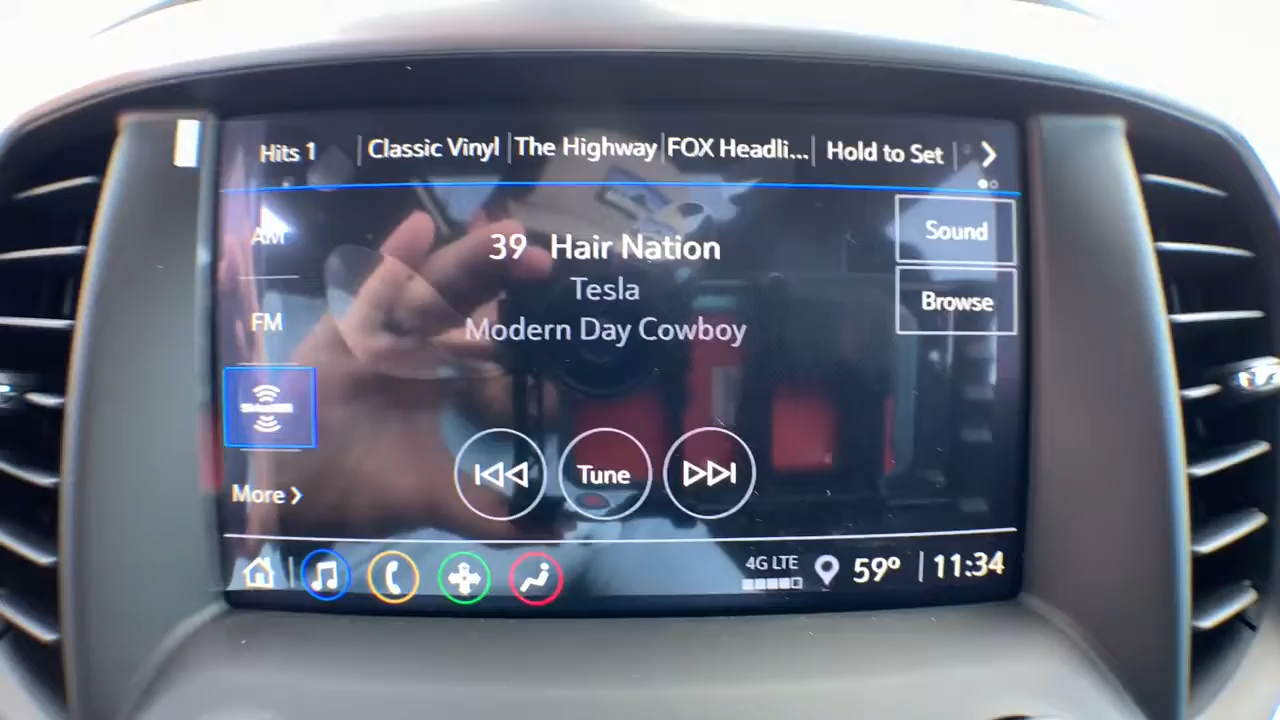 Hits 1 Classic Vinyl The Highway FOX Headli... Hold to Set
AM
39 Hair Nation
Sound
Tesla
FM
Browse
Modern Day Cowboy
Tune
More
4G LTE 59° 11:34